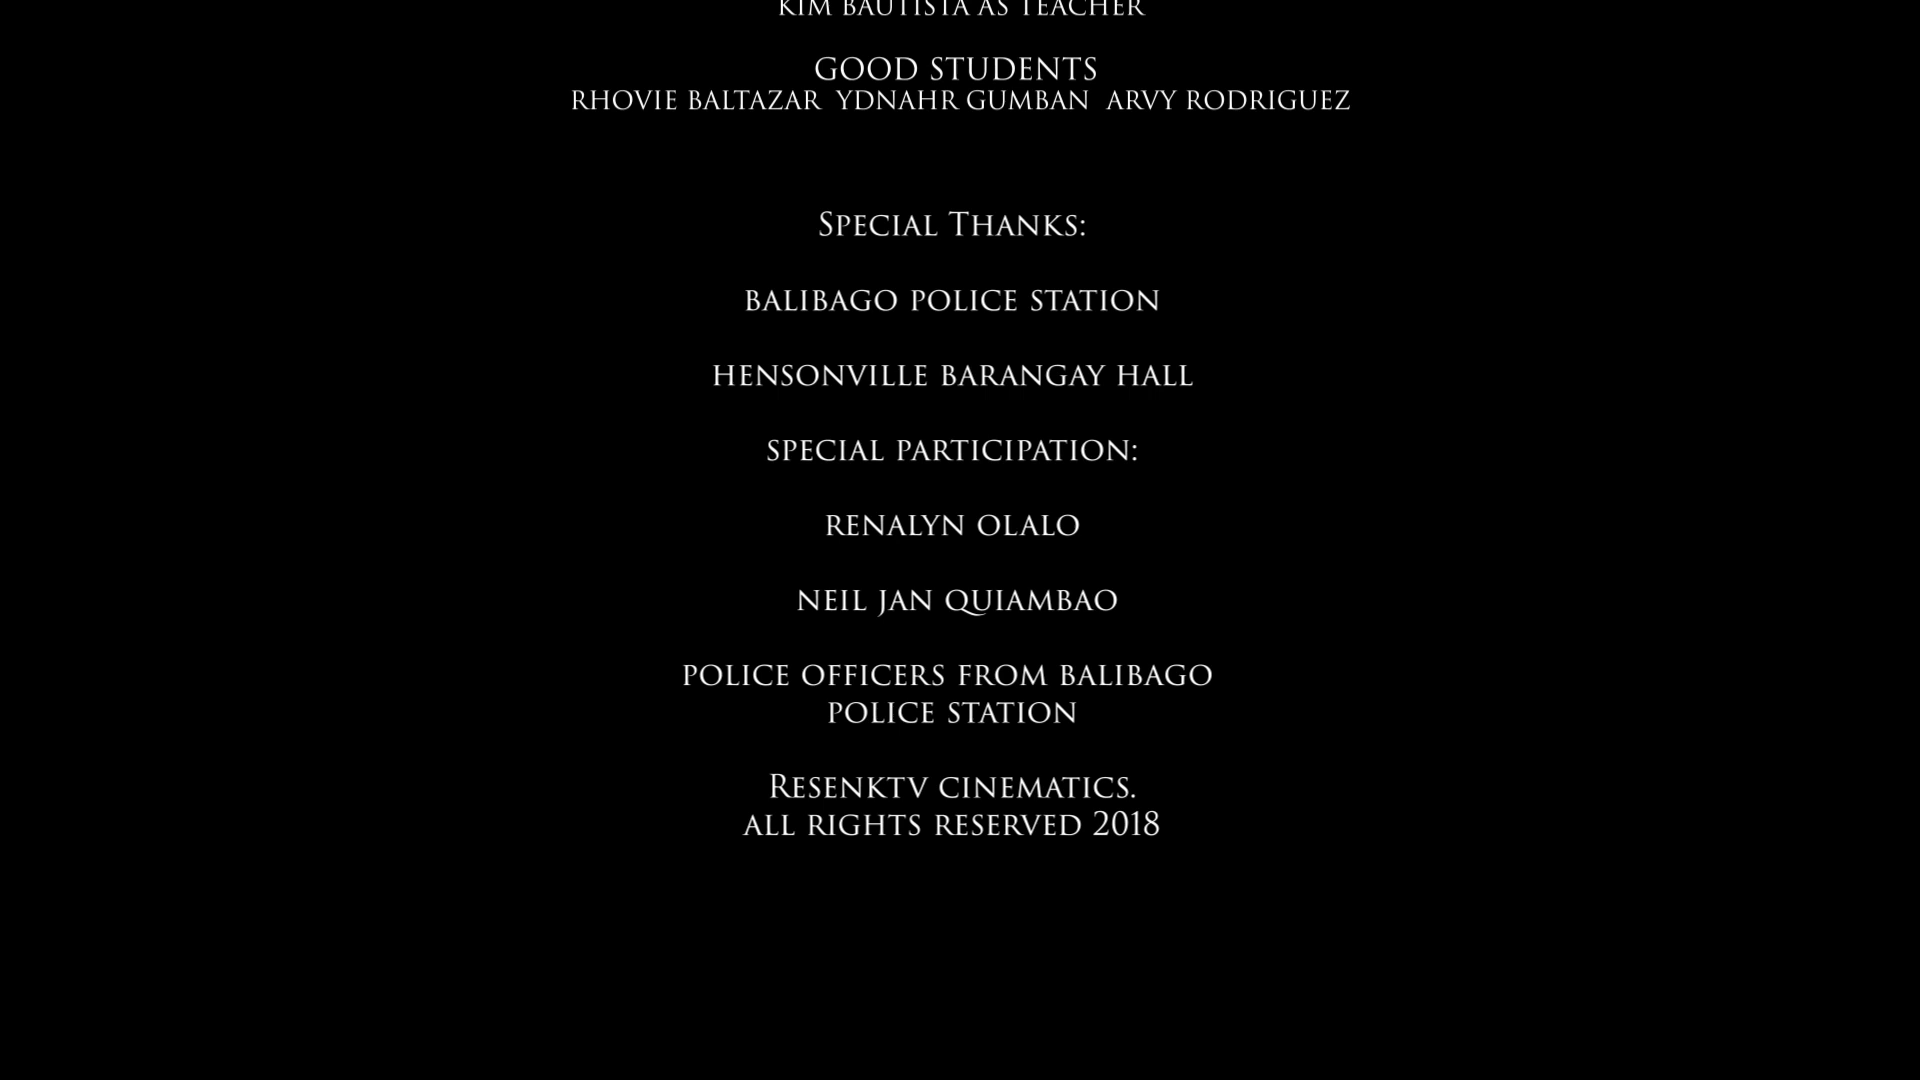 KIM BAUTISTA AS TEACHER
GOOD STUDENTS
RHOVIE BALTAZAR YDNAHR GUMBAN ARVY RODRIGUEZ
SPECIAL THANKS:
BALIBAGO POLICE STATION
HENSONVILLE BARANGAY HALL
SPECIAL PARTICIPATION:
RENALYN OLALO
NEIL JAN QUIAMBAO
POLICE OFFICERS FROM BALIBAGO
POLICE STATION
RESENKTV CINEMATICS.
ALL RIGHTS RESERVED 2018